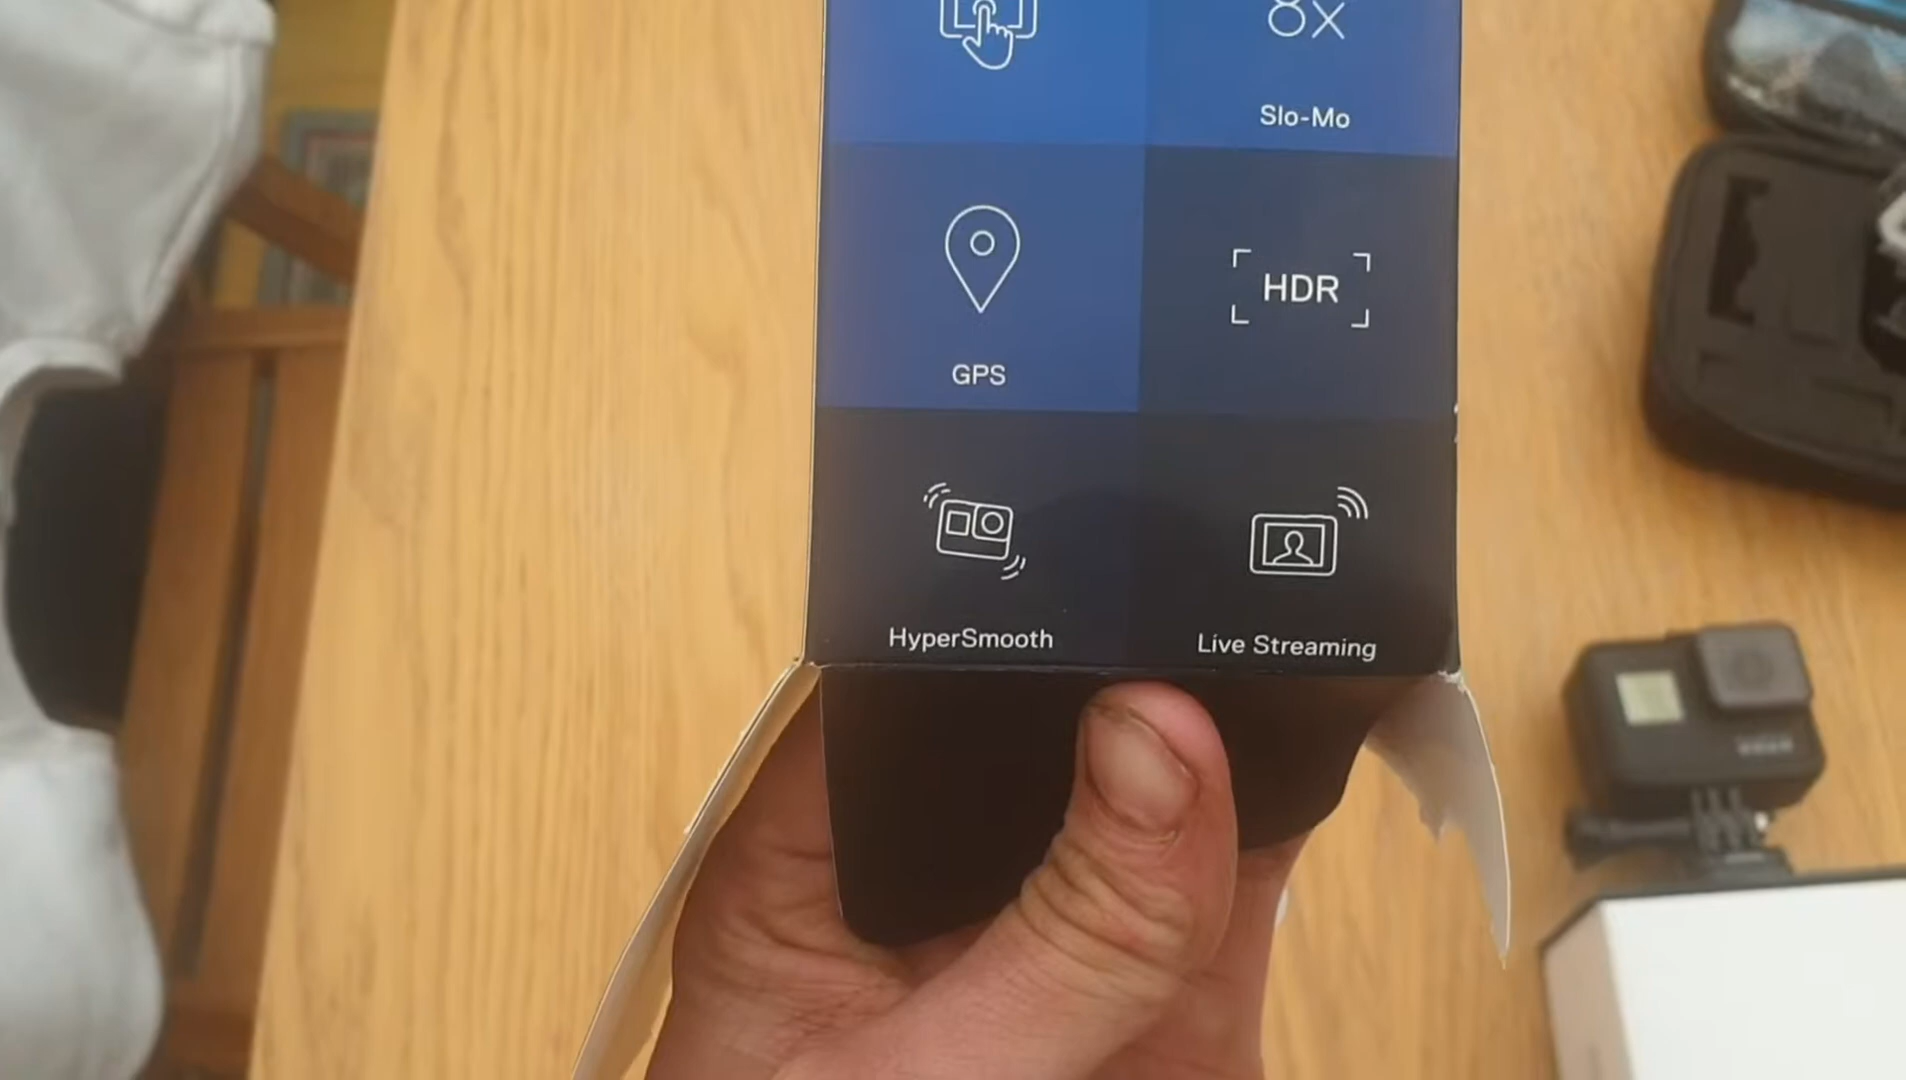 8x
Slo-Mo
HDR
GPS
HyperSmooth
Live Streaming